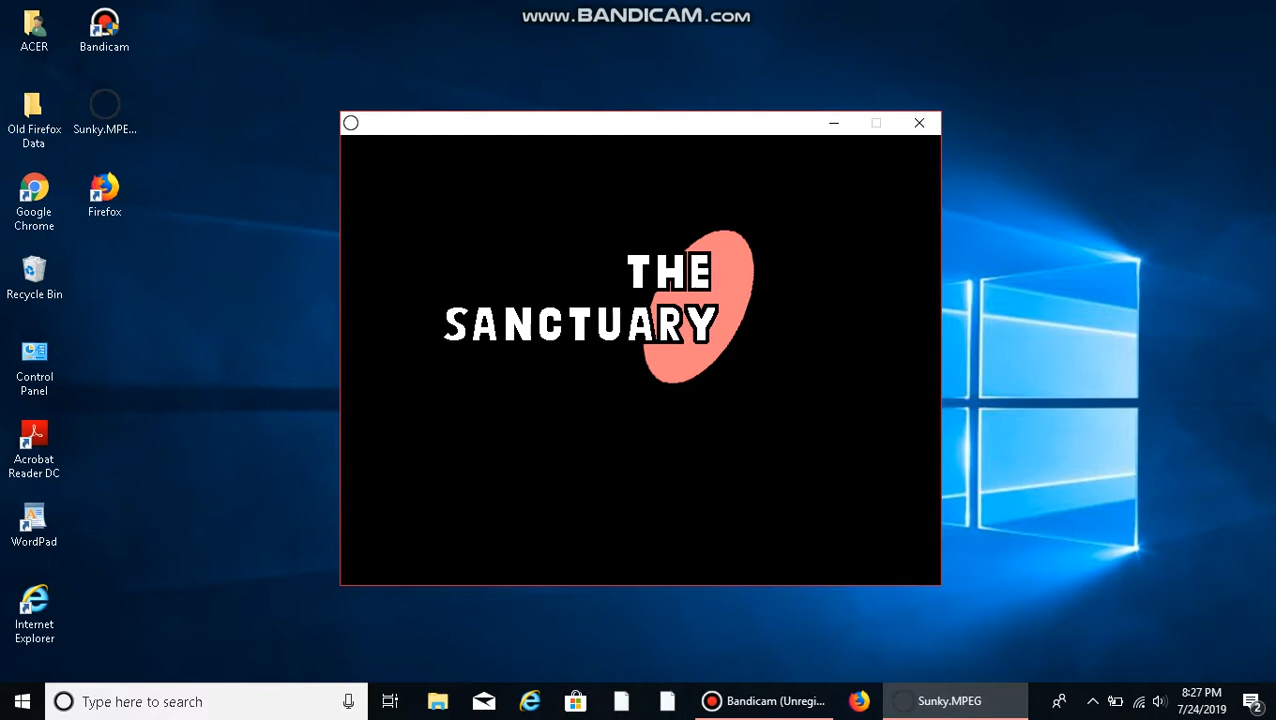 www.BANDICAM.com
ACER
Bandicam
Old Firefox
Data
Sunky.MPE...
Google
Chrome
Firefox
Recycle Bin
Control
Panel
Acrobat
Reader DC
WordPad
Internet
Explorer
THE
SANCTUARY
Type here to search
Bandicam (Unregi...
Sunky.MPEG
8:27 PM
7/24/2019
2